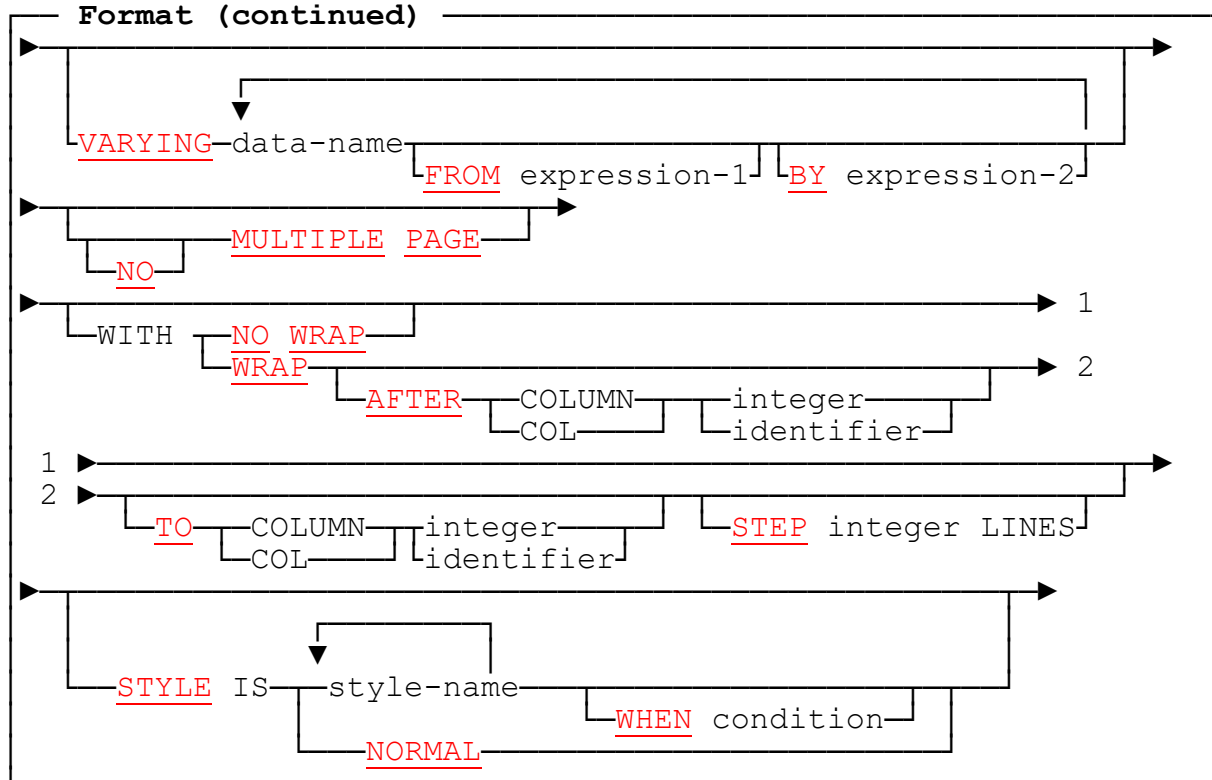 Format (continued)
VARYING data-name
FROM expression-1 BY expression-2
MULTIPLE PAGE
NO
WITH NO WRAP 1
WRAP 2
AFTER COLUMN integer
COL identifier
1
2
TO COLUMN integer STEP integer LINES
COL identifier
STYLE IS style-name
WHEN condition
NORMAL